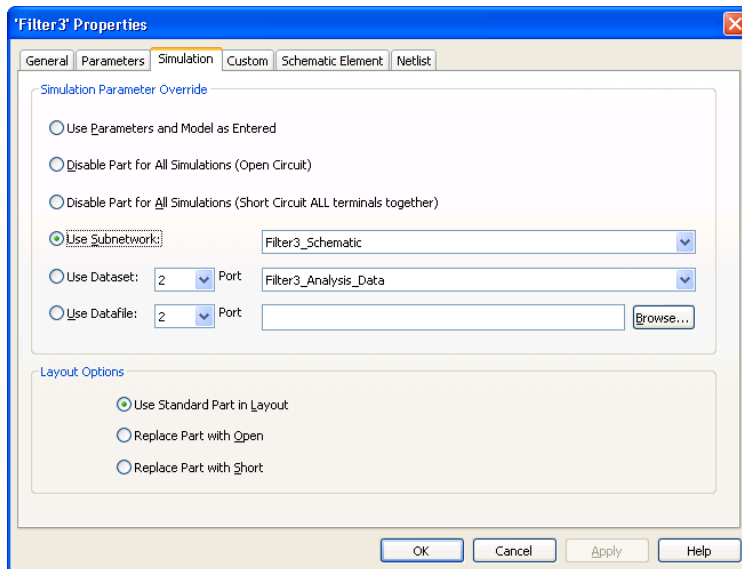 'Filter3' Properties
General Parameters Simulation Custom Schematic Element Netlist
Simulation Parameter Override
Use Parameters and Model as Entered
Disable Part for All Simulations (Open Circuit)
Disable Part for All Simulations (Short Circuit ALL terminals together)
Use Subnetwork: Filter3_Schematic
Use Dataset: 2 Port Filter3_Analysis_Data
Use Datafile: 2 Port Browse...
Layout Options
Use Standard Part in Layout
Replace Part with Open
Replace Part with Short
OK Cancel Apply Help